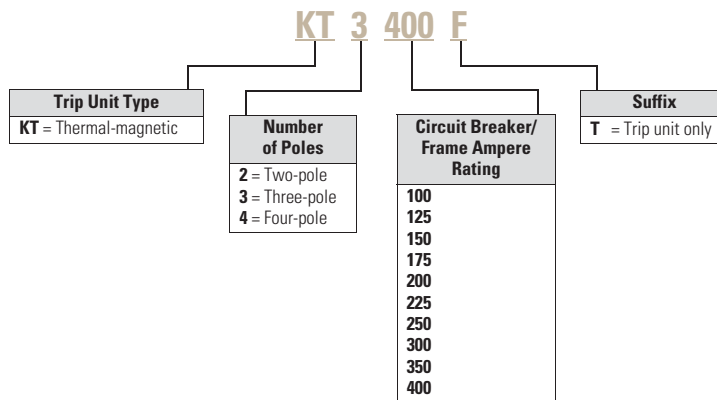 KT 3 400 F
Trip Unit Type
KT = Thermal-magnetic
Number
of Poles
2 = Two-pole
3 = Three-pole
4 = Four-pole
Circuit Breaker/
Frame Ampere
Rating
100
125
150
175
200
225
250
300
350
400
Suffix
T = Trip unit only